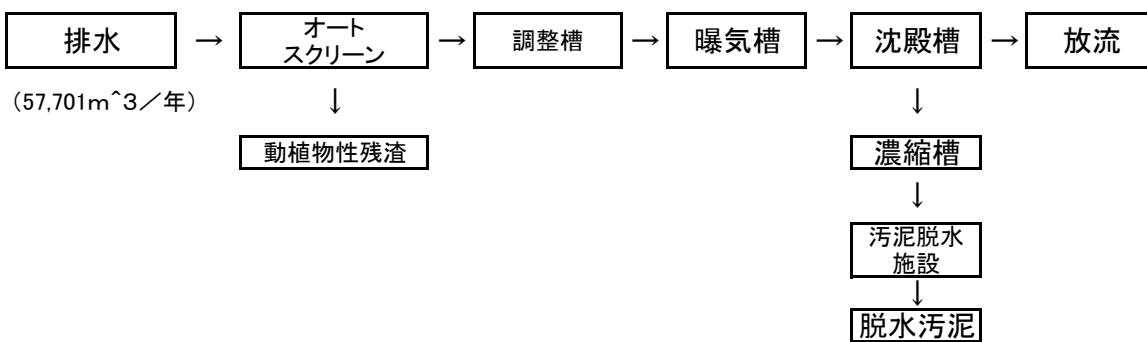 排水 → オート
スクリーン → 調整槽 → 曝気槽 → 沈殿槽 → 放流
(57,701m^3／年)
↓ ↓
動植物性残渣 濃縮槽
↓
汚泥脱水
施設
↓
脱水汚泥